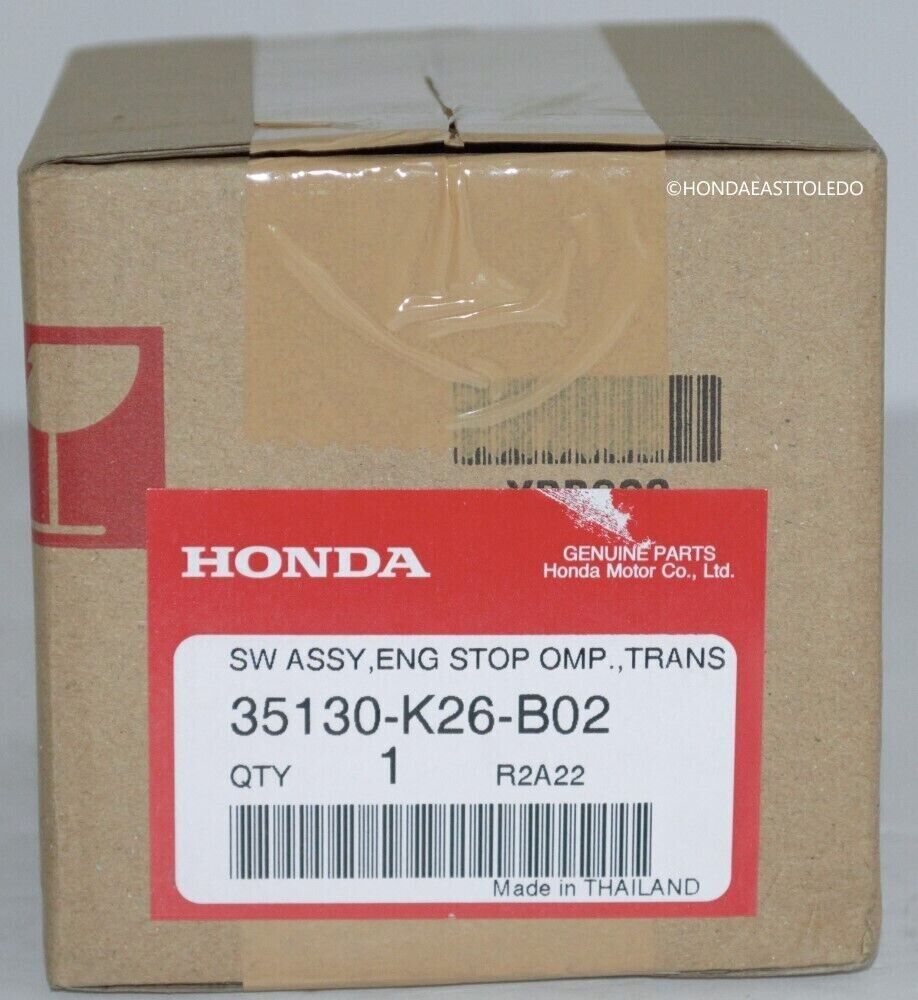 ©HONDAEASTTOLEDO
HONDA
GENUINE PARTS
Honda Motor Co., Ltd.
SW ASSY,ENG STOP OMP.,TRANS
35130-K26-B02
QTY 1 R2A22
Made in THAILAND